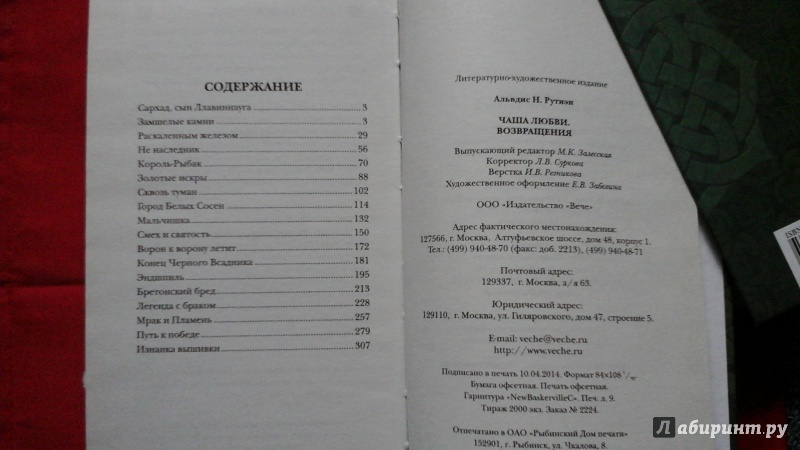 СОДЕРЖАНИЕ
Сархад, сын Ллавиннауга 3
Замшелые камни 3
Раскаленным железом 29
Не наследник 56
Король-Рыбак 70
Золотые искры 88
Сквозь туман 102
Город Белых Сосен 114
Мальчишка 132
Смех и святость 150
Ворон к ворону летит 172
Конец Черного Всадника 181
Эндшпиль 195
Бретонский бред 213
Легенда с браком 228
Мрак и Пламень 257
Путь к победе 279
Изнанка вышивки 307
Литературно-художественное издание
Альвдис Н. Рутиэн
ЧАША ЛЮБВИ.
ВОЗВРАЩЕНИЯ
Выпускающий редактор М.К. Залесская
Корректор Л.В. Суркова
Верстка И.В. Резникова
Художественное оформление Е.В. Забелина
ООО «Издательство «Вече»
Адрес фактического местонахождения:
127566, г. Москва, Алтуфьевское шоссе, дом 48, корпус 1.
Тел.: (499) 940-48-70 (факс: доб. 2213), (499) 940-48-71
Почтовый адрес:
129337, г. Москва, а/я 63.
Юридический адрес:
129110, г. Москва, ул. Гиляровского, дом 47, строение 5.
E-mail: veche@veche.ru
http://www.veche.ru
Подписано в печать 10.04.2014. Формат 84×108 1/32
Бумага офсетная. Печать офсетная.
Гарнитура «NewBaskervilleC». Печ. л. 9.
Тираж 2000 экз. Заказ № 2224.
Отпечатано в ОАО «Рыбинский Дом печати»
152901, г. Рыбинск, ул. Чкалова, 8.
ISBN
Лабиринт.ру